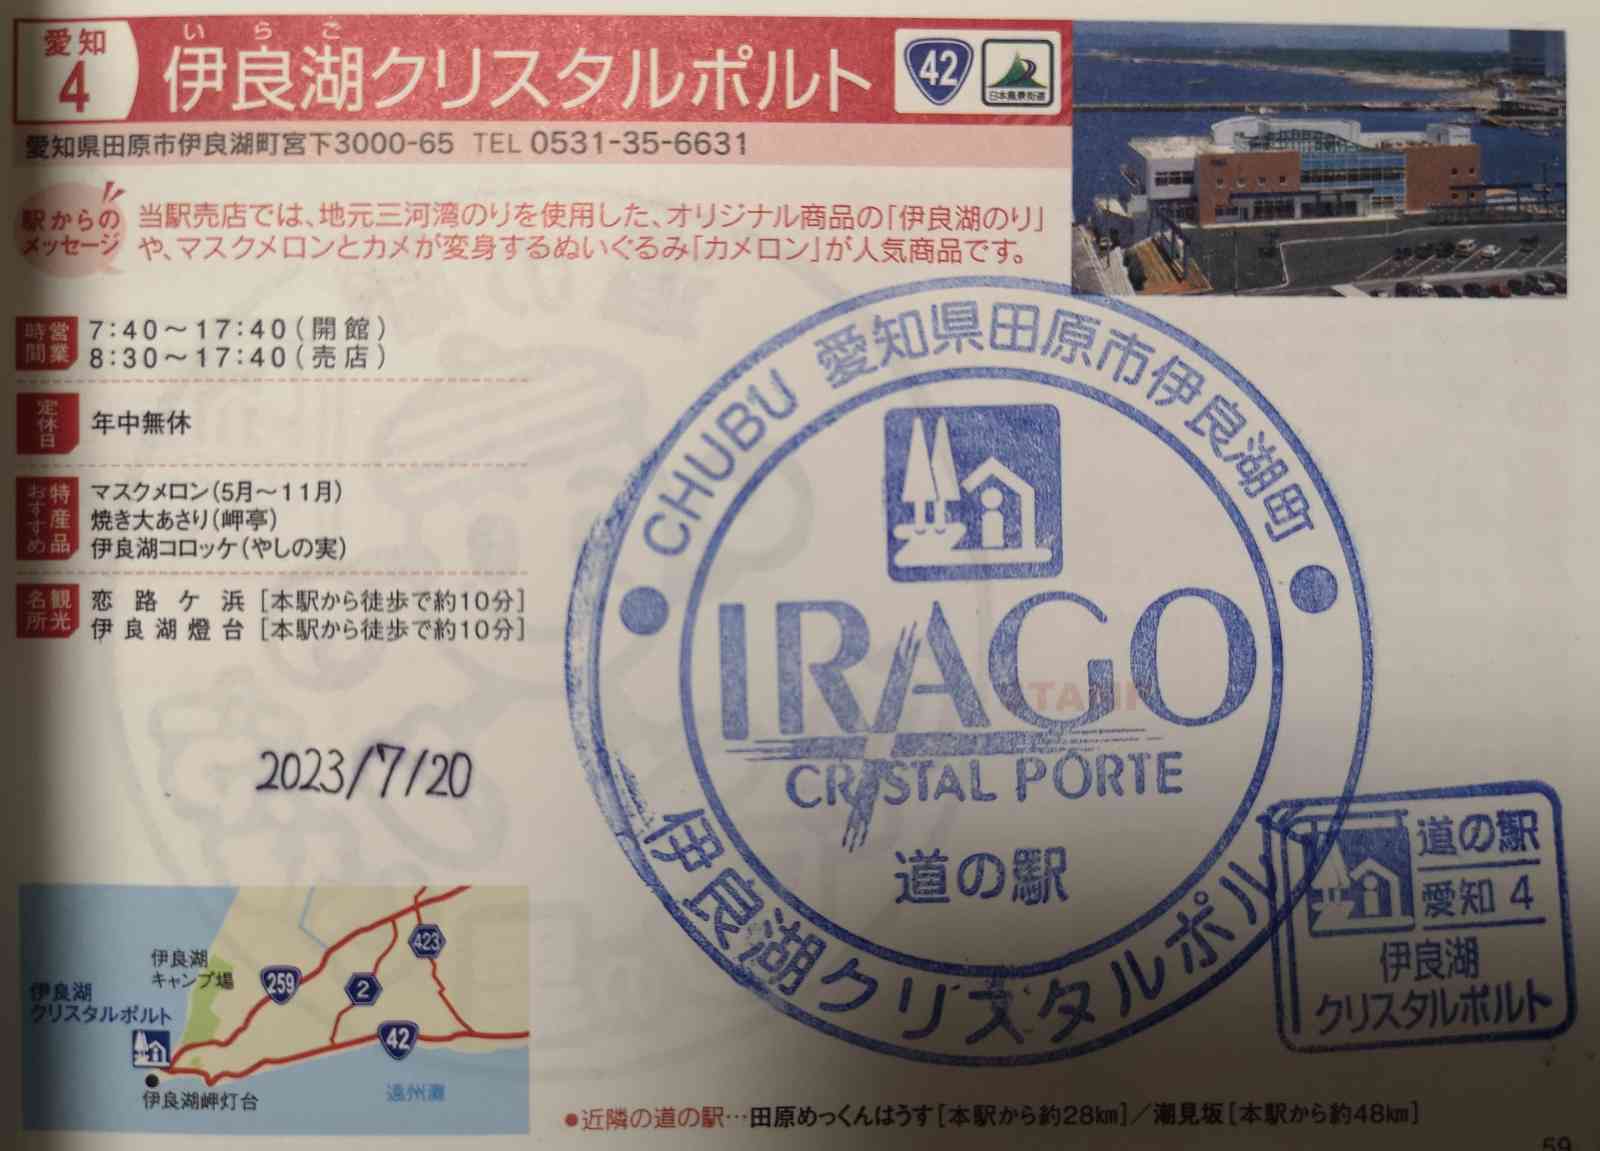 愛知
4
いらご
伊良湖クリスタルポルト
42
日本風景街道
愛知県田原市伊良湖町宮下3000-65 TEL 0531-35-6631
駅からの
メッセージ
当駅売店では、地元三河湾のりを使用した、オリジナル商品の「伊良湖のり」
や、マスクメロンとカメが変身するぬいぐるみ「カメロン」が人気商品です。
営業時間
7:40～17:40(開館)
8:30～17:40(売店)
定休日
年中無休
特産品おすすめ
マスクメロン(5月～11月)
焼き大あさり(岬亭)
伊良湖コロッケ(やしの実)
観光名所
恋路ケ浜 [本駅から徒歩で約10分]
伊良湖燈台 [本駅から徒歩で約10分]
2023/7/20
CHUBU 愛知県田原市伊良湖町
IRAGO
STAMP
CRISTAL PORTE
道の駅
伊良湖クリスタルポルト
道の駅
愛知 4
伊良湖
クリスタルポルト
伊良湖
キャンプ場
伊良湖
クリスタルポルト
259
2
423
42
伊良湖岬灯台
遠州灘
●近隣の道の駅…田原めっくんはうす[本駅から約28km]／潮見坂[本駅から約48km]
59